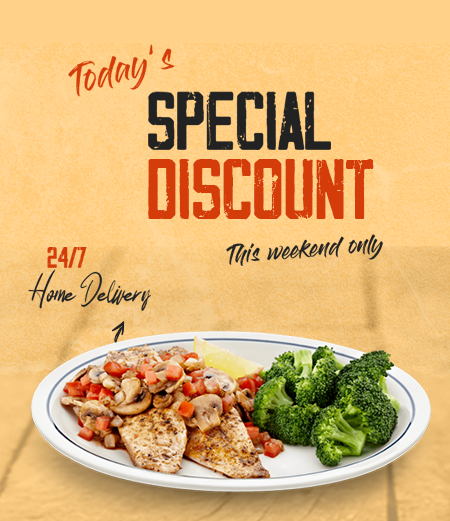 Today's
SPECIAL
DISCOUNT
This weekend only
24/7
Home Delivery